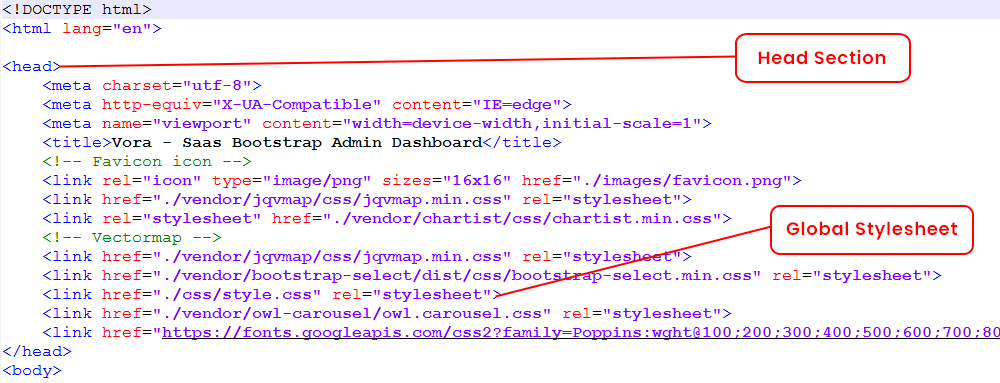 <!DOCTYPE html>
<html lang="en">
<head>
Head Section
<meta charset="utf-8">
<meta http-equiv="X-UA-Compatible" content="IE=edge">
<meta name="viewport" content="width=device-width,initial-scale=1">
<title>Vora - Saas Bootstrap Admin Dashboard</title>
<!-- Favicon icon -->
<link rel="icon" type="image/png" sizes="16x16" href="./images/favicon.png">
<link href="./vendor/jqvmap/css/jqvmap.min.css" rel="stylesheet">
<link rel="stylesheet" href="./vendor/chartist/css/chartist.min.css">
Global Stylesheet
<!-- Vectormap -->
<link href="./vendor/jqvmap/css/jqvmap.min.css" rel="stylesheet">
<link href="./vendor/bootstrap-select/dist/css/bootstrap-select.min.css" rel="stylesheet">
<link href="./css/style.css" rel="stylesheet">
<link href="./vendor/owl-carousel/owl.carousel.css" rel="stylesheet">
<link href="https://fonts.googleapis.com/css2?family=Poppins:wght@100;200;300;400;500;600;700;80
</head>
<body>